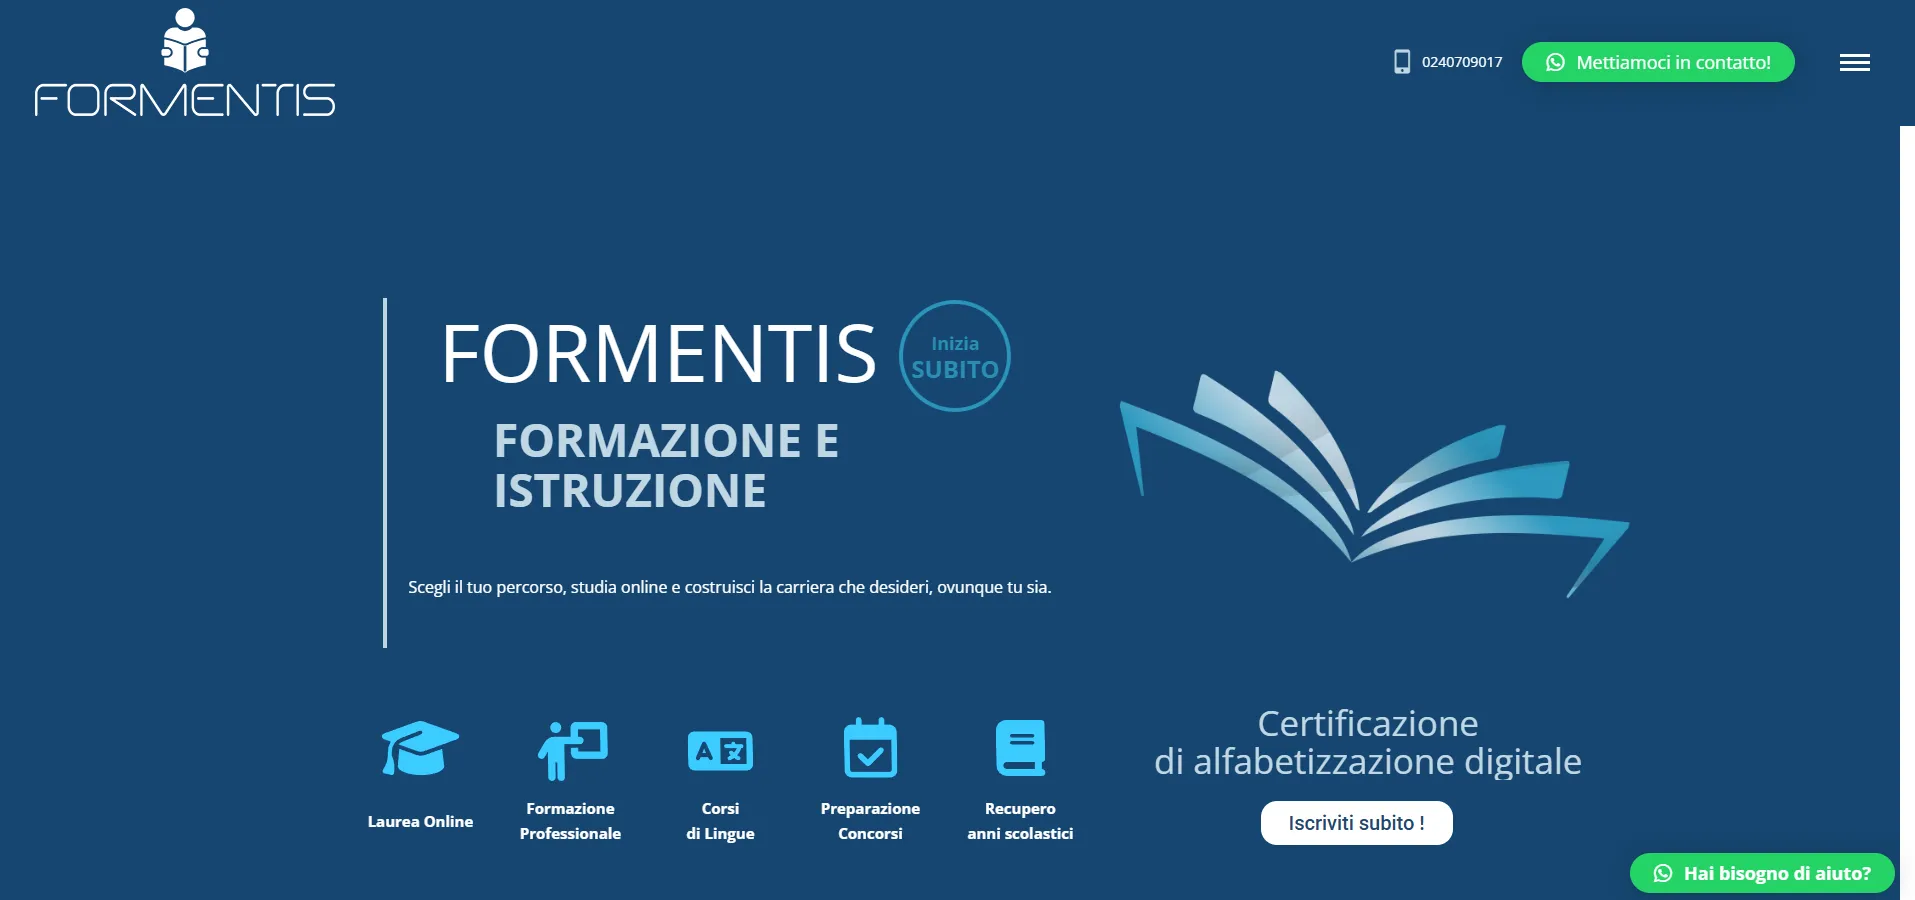 FORMENTIS
0240709017
Mettiamoci in contatto!
FORMENTIS
Inizia
SUBITO
FORMAZIONE E
ISTRUZIONE
Scegli il tuo percorso, studia online e costruisci la carriera che desideri, ovunque tu sia.
Laurea Online
Formazione
Professionale
A 文
Corsi
di Lingue
Preparazione
Concorsi
Recupero
anni scolastici
Certificazione
di alfabetizzazione digitale
Iscriviti subito !
Hai bisogno di aiuto?